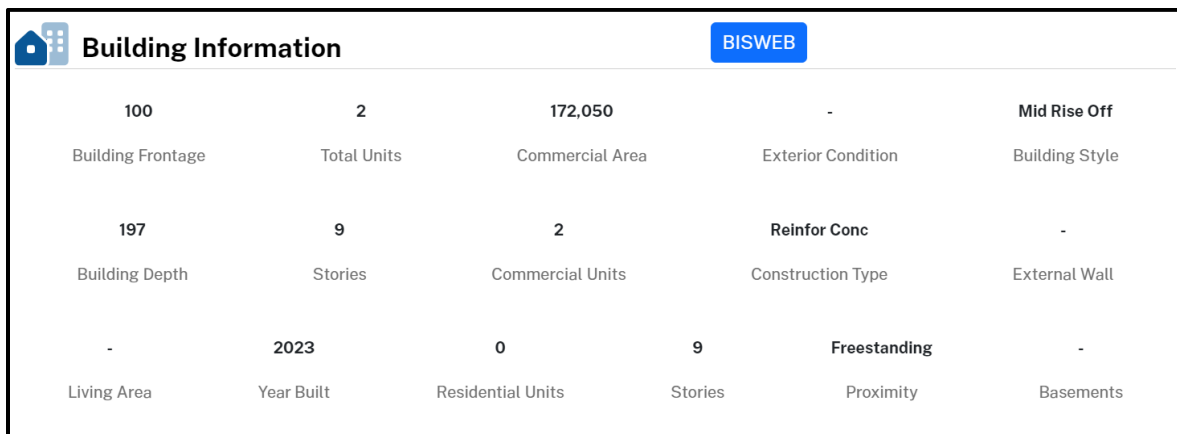 Building Information BISWEB
100 2 172,050 - Mid Rise Off
Building Frontage Total Units Commercial Area Exterior Condition Building Style
197 9 2 Reinfor Conc -
Building Depth Stories Commercial Units Construction Type External Wall
- 2023 0 9 Freestanding -
Living Area Year Built Residential Units Stories Proximity Basements